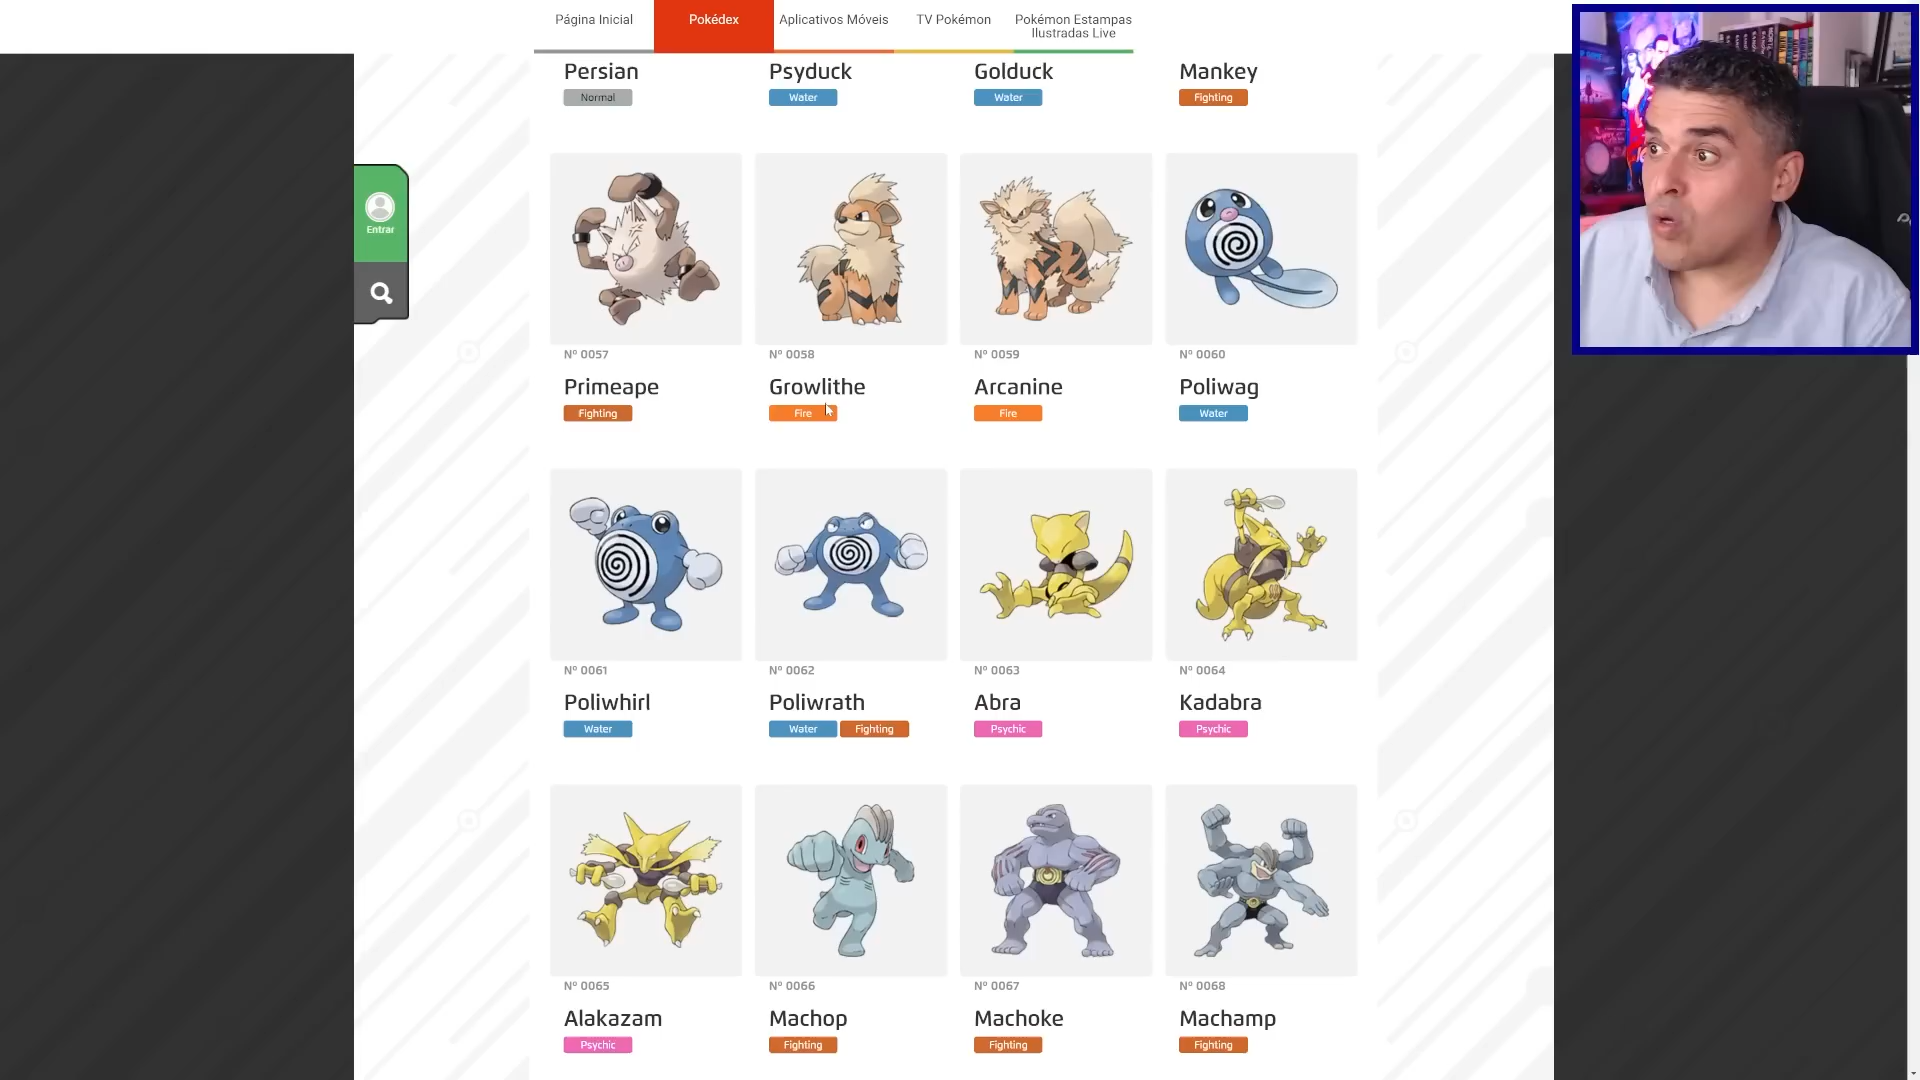 Página Inicial
Pokédex
Aplicativos Móveis
TV Pokémon
Pokémon Estampas
Ilustradas Live
Entrar
Persian
Normal
Psyduck
Water
Golduck
Water
Mankey
Fighting
Nº 0057
Primeape
Fighting
Nº 0058
Growlithe
Fire
Nº 0059
Arcanine
Fire
Nº 0060
Poliwag
Water
Nº 0061
Poliwhirl
Water
Nº 0062
Poliwrath
Water Fighting
Nº 0063
Abra
Psychic
Nº 0064
Kadabra
Psychic
Nº 0065
Alakazam
Psychic
Nº 0066
Machop
Fighting
Nº 0067
Machoke
Fighting
Nº 0068
Machamp
Fighting